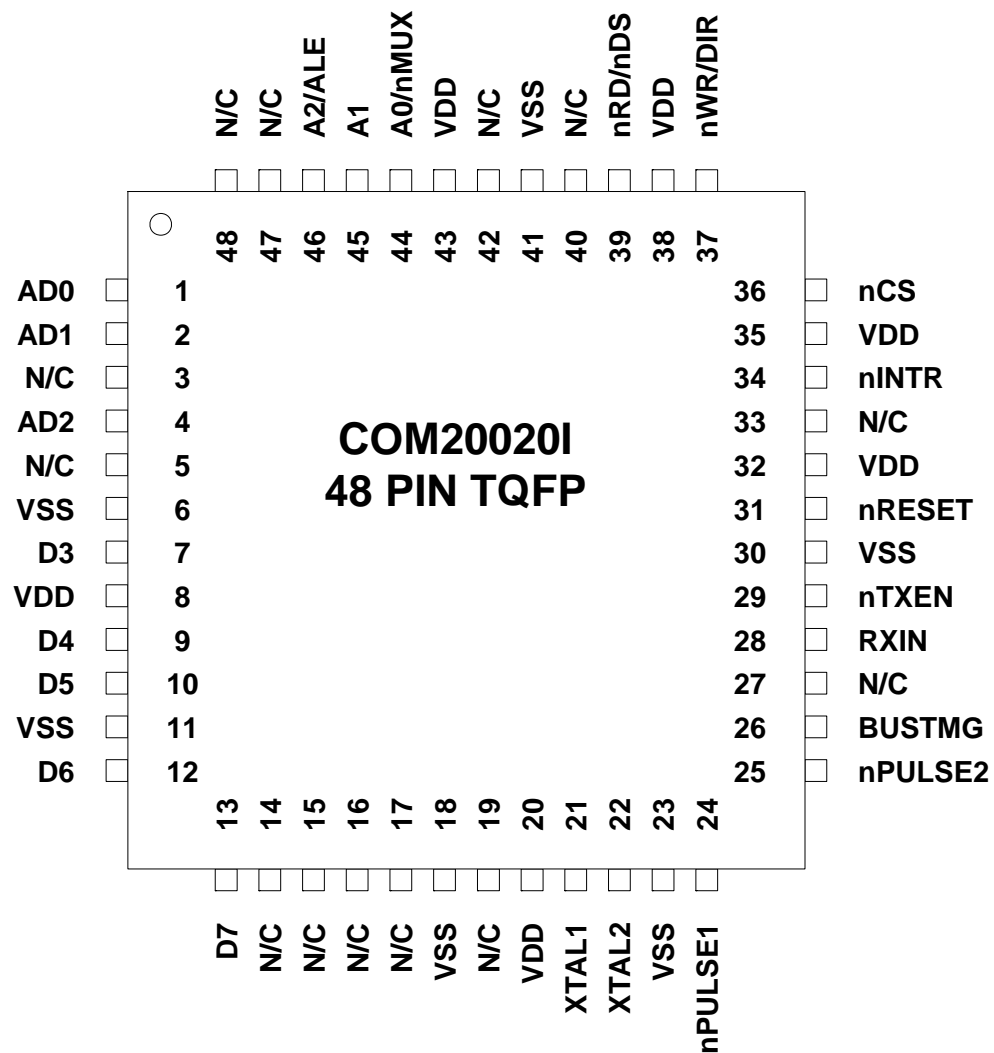 N/C
N/C
A2/ALE
A1
A0/nMUX
VDD
N/C
VSS
N/C
nRD/nDS
VDD
nWR/DIR
48
47
46
45
44
43
42
41
40
39
38
37
AD0 1
AD1 2
N/C 3
AD2 4
N/C 5
VSS 6
D3 7
VDD 8
D4 9
D5 10
VSS 11
D6 12
COM20020I
48 PIN TQFP
36 nCS
35 VDD
34 nINTR
33 N/C
32 VDD
31 nRESET
30 VSS
29 nTXEN
28 RXIN
27 N/C
26 BUSTMG
25 nPULSE2
13
14
15
16
17
18
19
20
21
22
23
24
D7
N/C
N/C
N/C
N/C
VSS
N/C
VDD
XTAL1
XTAL2
VSS
nPULSE1